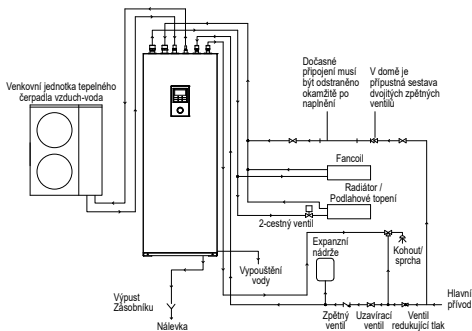 Venkovní jednotka tepelného
čerpadla vzduch-voda
Dočasné
připojení musí
být odstraněno
okamžitě po
naplnění
V domě je
přípustná sestava
dvojitých zpětných
ventilů
Fancoil
Radiátor /
Podlahové topení
2-cestný ventil
Expanzní
nádrže
Kohout/
sprcha
Vypouštění
vody
Výpust
Zásobníku
Nálevka
Zpětný
ventil
Uzavírací
ventil
Ventil
redukující tlak
Hlavní
přívod